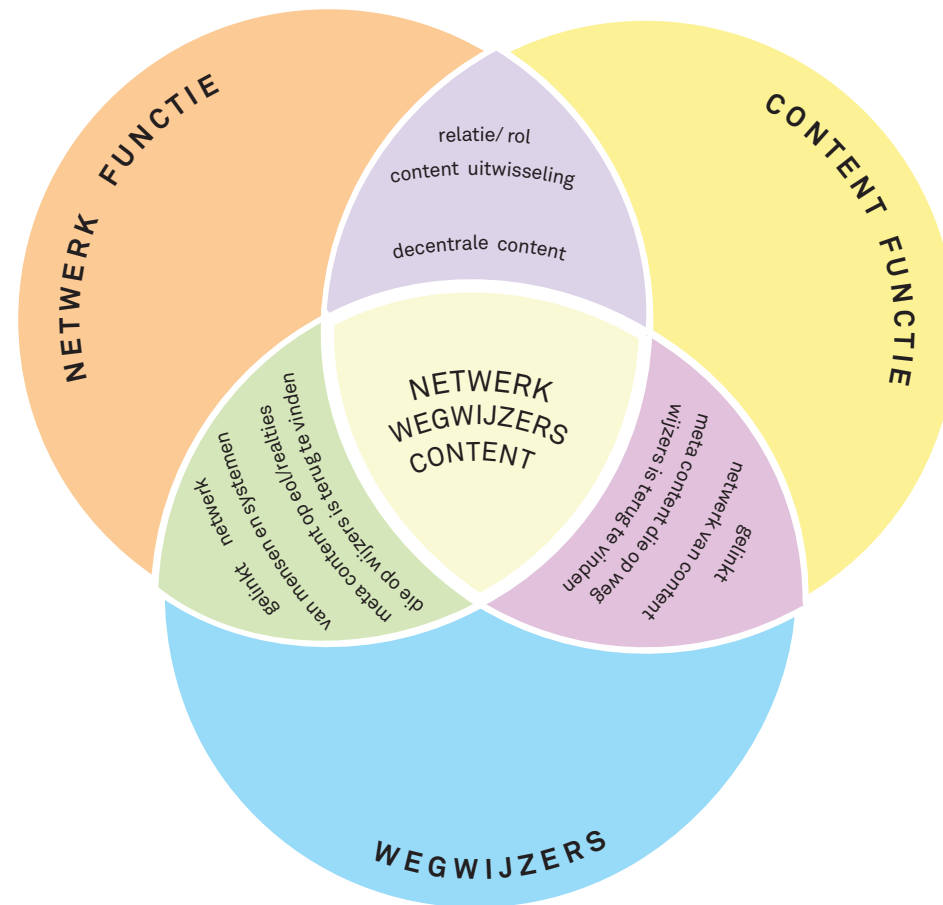 NETWERK FUNCTIE
CONTENT FUNCTIE
relatie/ rol
content uitwisseling
decentrale content
NETWERK
WEGWIJZERS
CONTENT
gelinkt netwerk
van mensen en systemen
meta content op eol/realties
die op wijzers is terug te vinden
meta content die op weg
wijzers is terug te vinden
netwerk van content
gelinkt
WEGWIJZERS